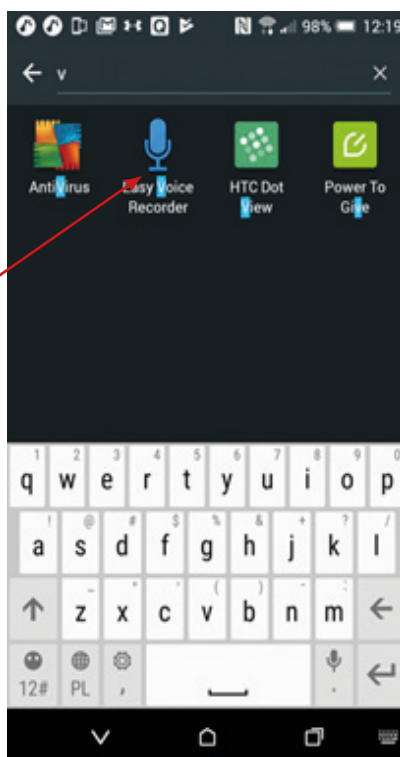 98% 12:19
v
AntiVirus Easy Voice HTC Dot Power To
Recorder View Give
1 2 3 4 5 6 7 8 9 0
q w e r t y u i o p
! @ # $ % & + ? /
a s d f g h j k l
_ " ' ( ) - :
z x c v b n m
12# PL , .